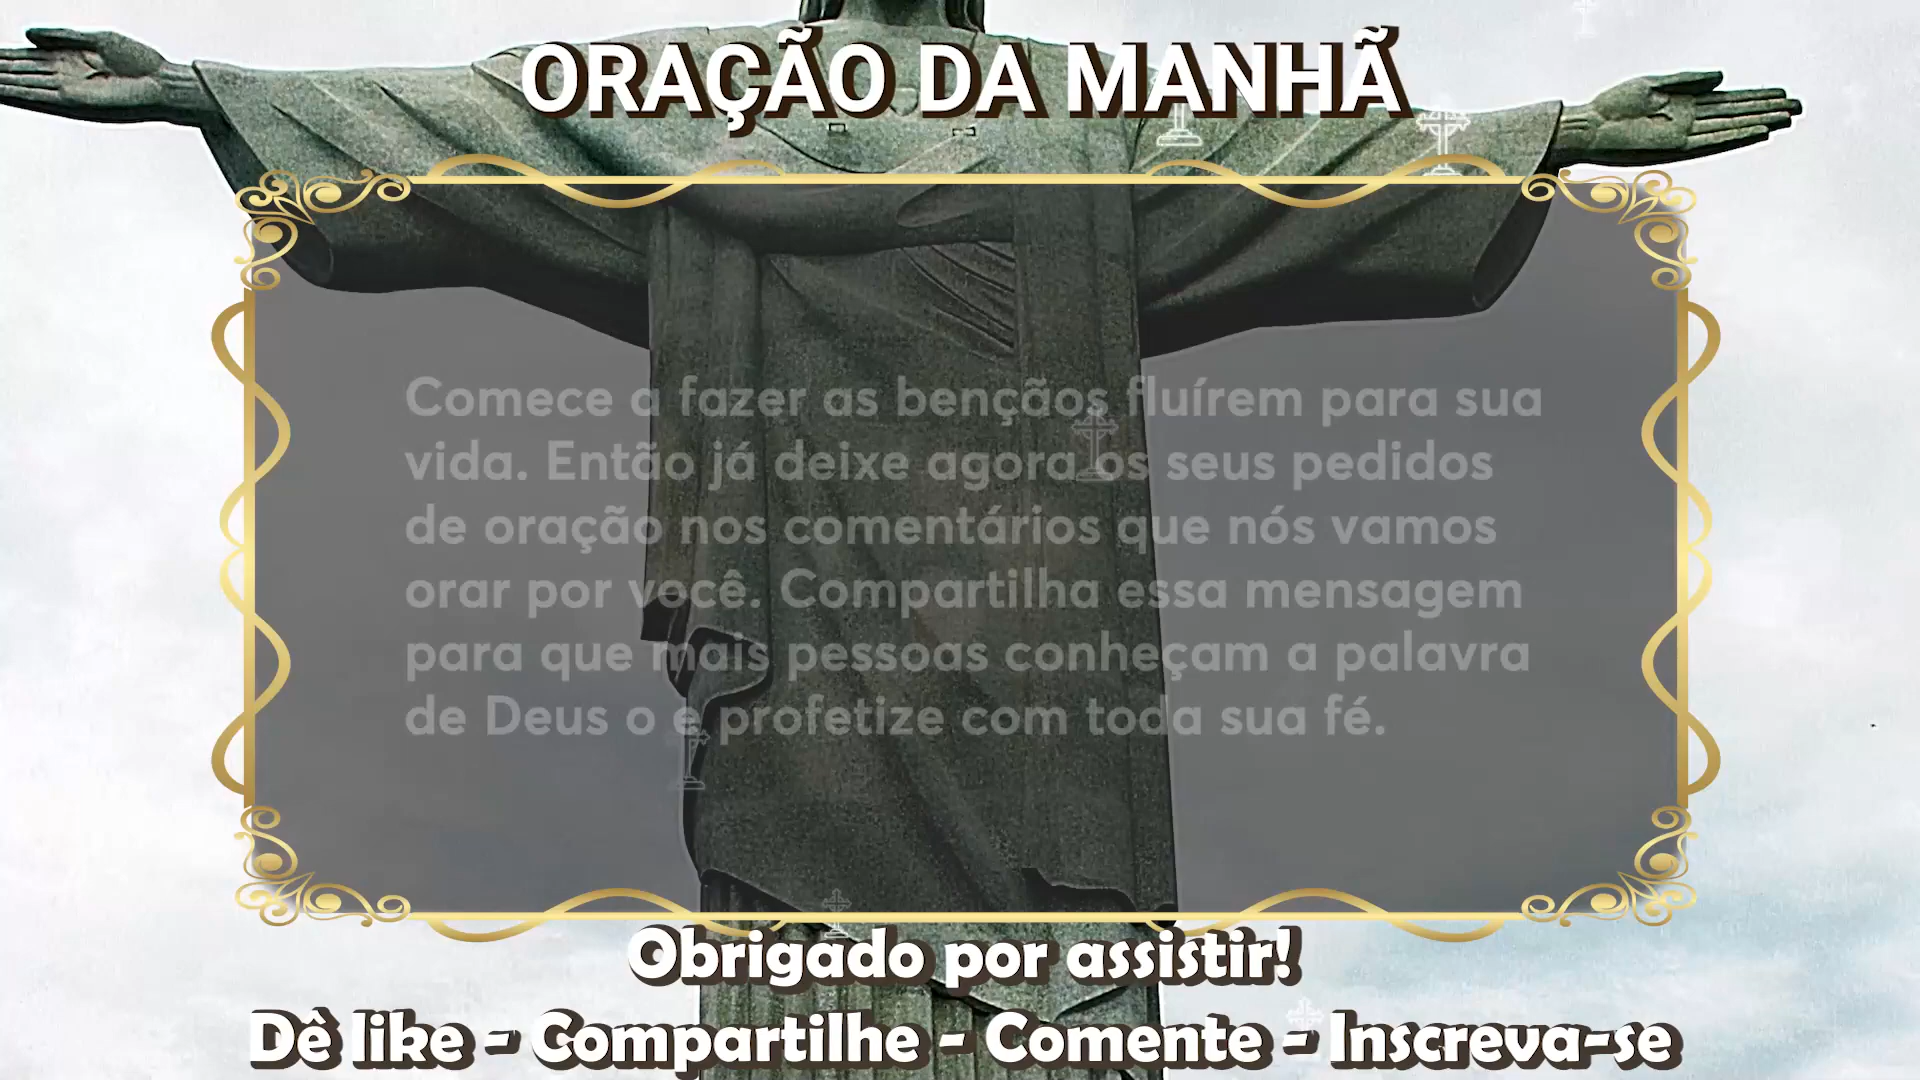 ORAÇÃO DA MANHÃ
Comece a fazer as bençãos fluírem para sua
vida. Então já deixe agora os seus pedidos
de oração nos comentários que nós vamos
orar por você. Compartilha essa mensagem
para que mais pessoas conheçam a palavra
de Deus o e profetize com toda sua fé.
Obrigado por assistir!
Dê like - Compartilhe - Comente - Inscreva-se